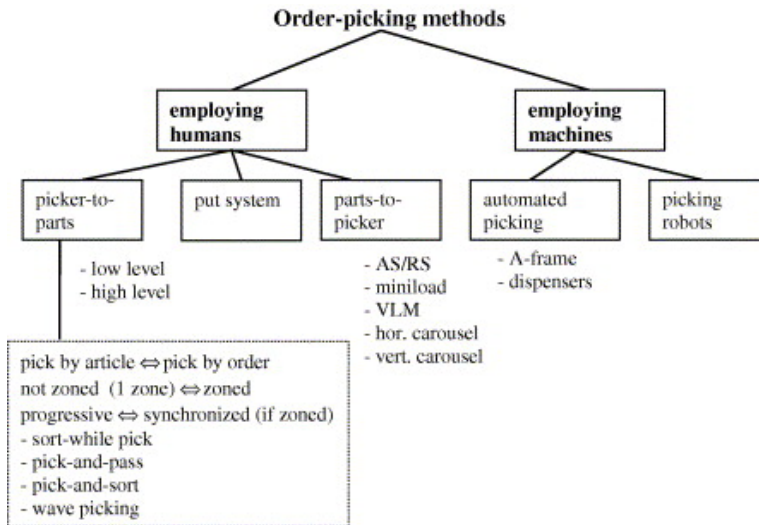 Order-picking methods
employing
humans
employing
machines
picker-to-
parts
put system
parts-to-
picker
automated
picking
picking
robots
- low level
- high level
- AS/RS
- miniload
- VLM
- hor. carousel
- vert. carousel
- A-frame
- dispensers
pick by article ⇔ pick by order
not zoned (1 zone) ⇔ zoned
progressive ⇔ synchronized (if zoned)
- sort-while pick
- pick-and-pass
- pick-and-sort
- wave picking